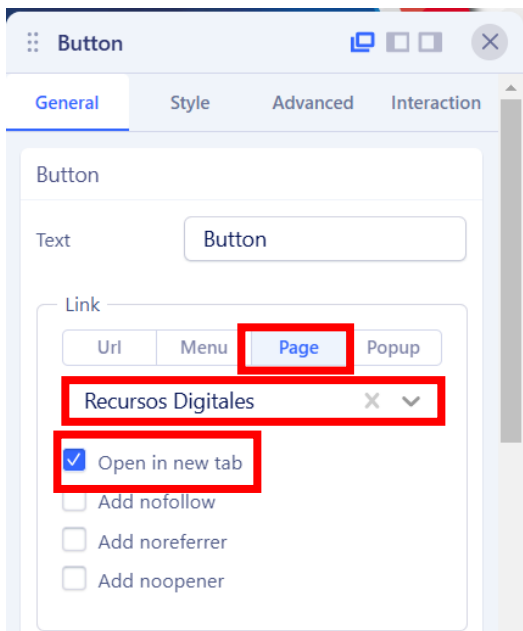 Button
General Style Advanced Interaction
Button
Text Button
Link
Url Menu Page Popup
Recursos Digitales
Open in new tab
Add nofollow
Add noreferrer
Add noopener